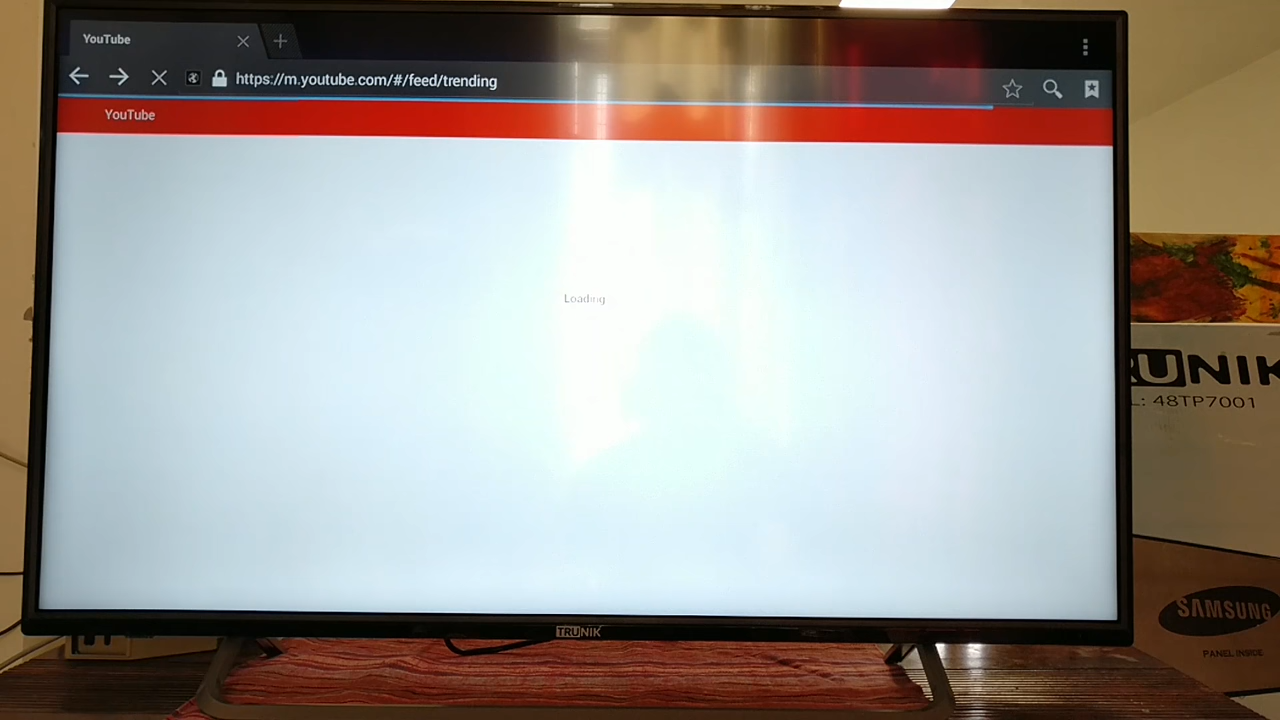 YouTube
https://m.youtube.com/#/feed/trending
YouTube
Loading
TRUNIK
RUNIK
L: 48TP7001
SAMSUNG
PANEL INSIDE